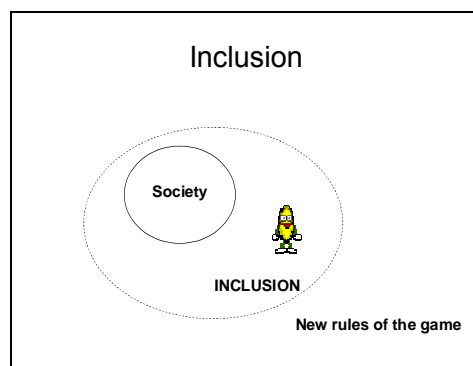 Inclusion
Society
INCLUSION
New rules of the game